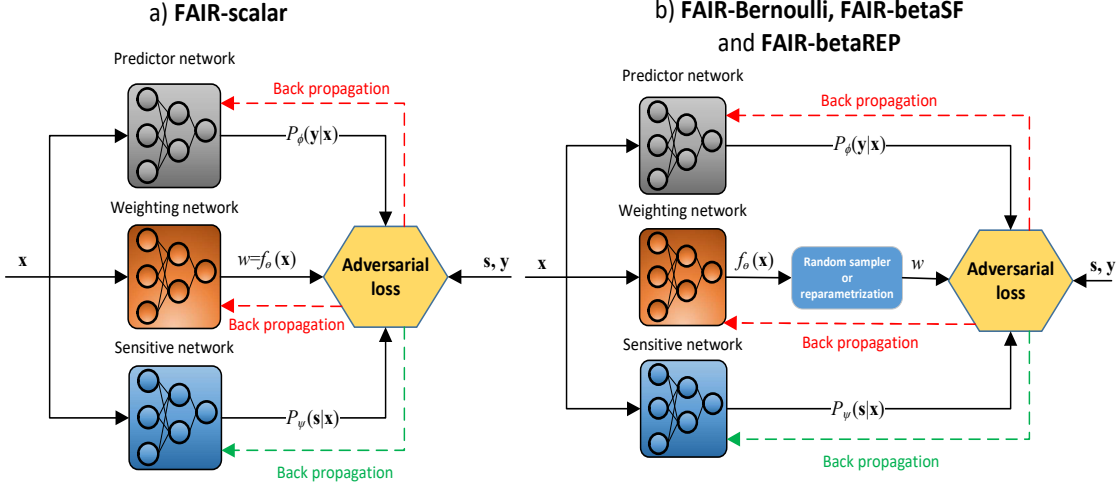 a) FAIR-scalar
Predictor network
Back propagation
Pϕ(y|x)
Weighting network
x
w=fθ(x)
Adversarial
loss
s, y
Back propagation
Sensitive network
Pψ(s|x)
Back propagation
b) FAIR-Bernoulli, FAIR-betaSF
and FAIR-betaREP
Predictor network
Back propagation
Pϕ(y|x)
Weighting network
x
fθ(x)
Random sampler
or
reparametrization
w
Adversarial
loss
s, y
Back propagation
Sensitive network
Pψ(s|x)
Back propagation